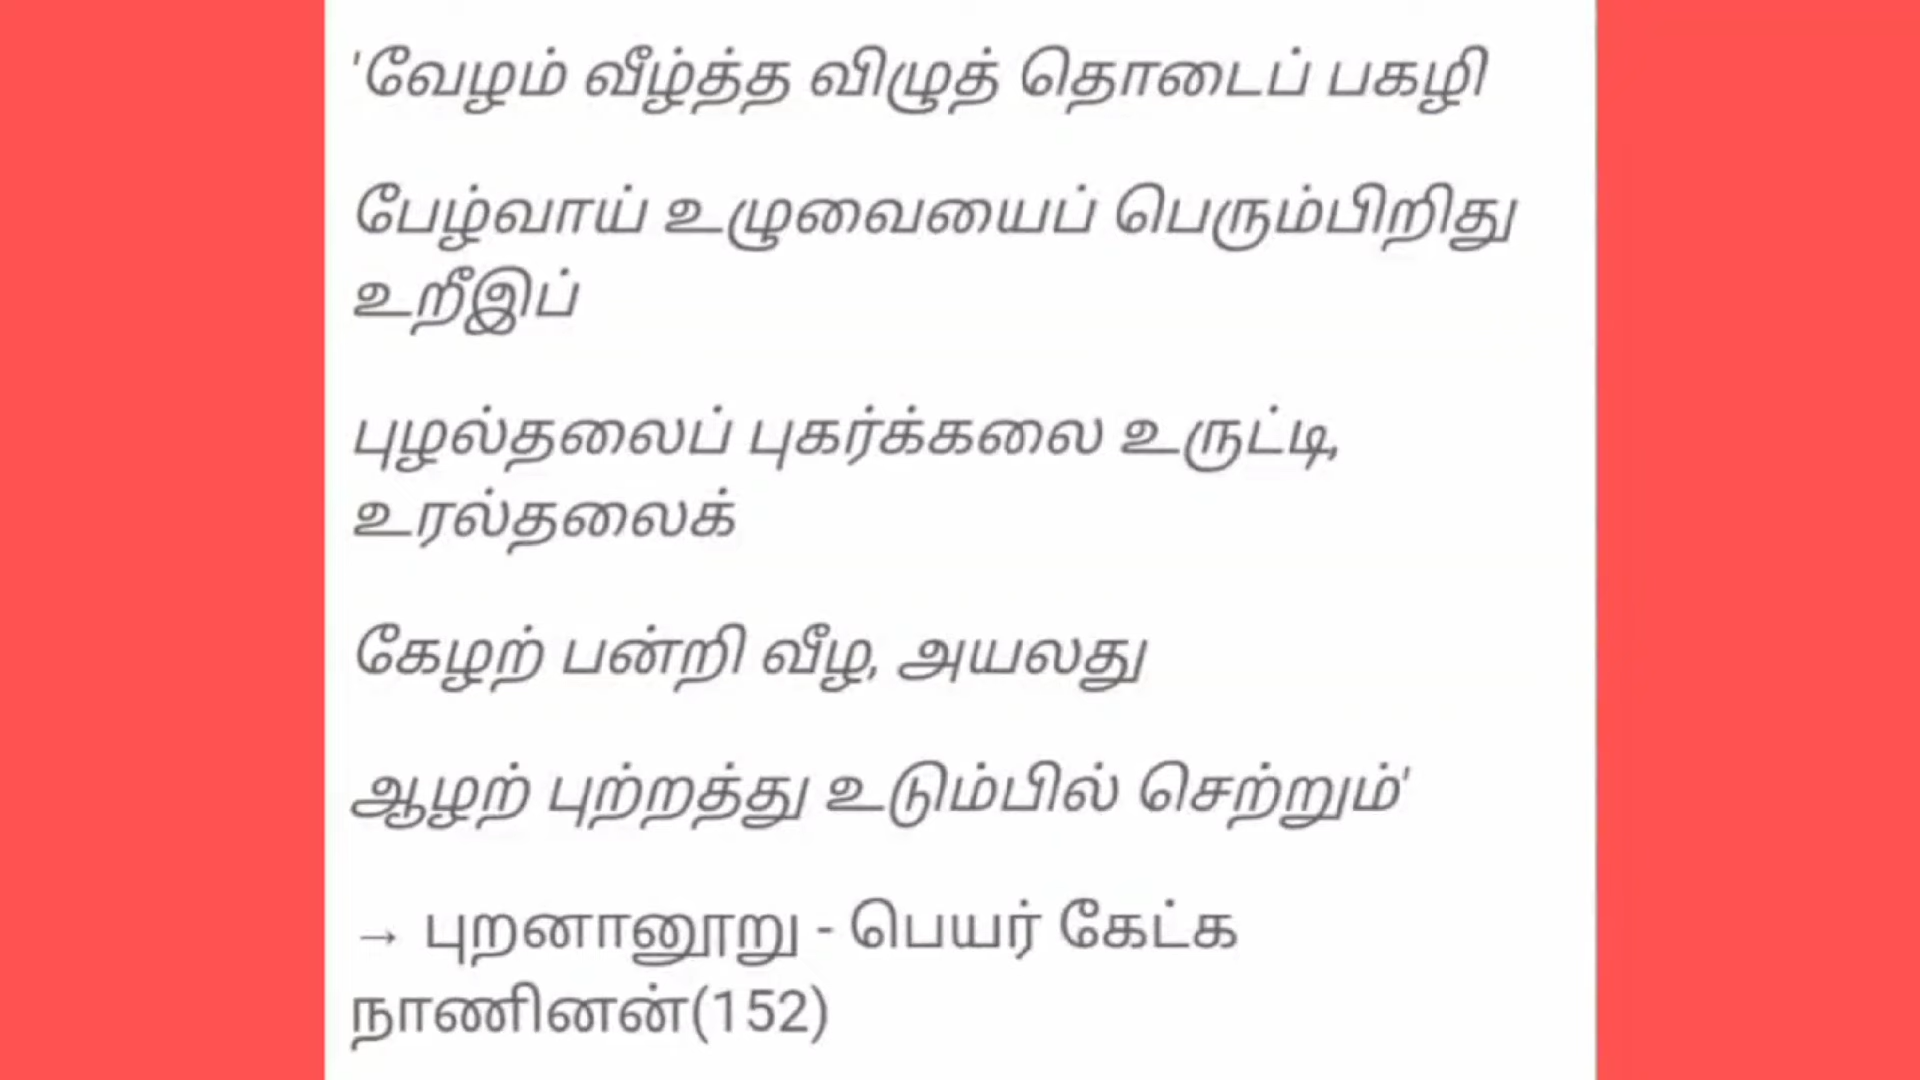 'வேழம் வீழ்த்த விழுத் தொடைப் பகழி
பேழ்வாய் உழுவையைப் பெரும்பிறிது
உறீஇப்
புழல்தலைப் புகர்க்கலை உருட்டி,
உரல்தலைக்
கேழற் பன்றி வீழ, அயலது
ஆழற் புற்றத்து உடும்பில் செற்றும்'
→ புறனானூறு - பெயர் கேட்க
நாணினன்(152)